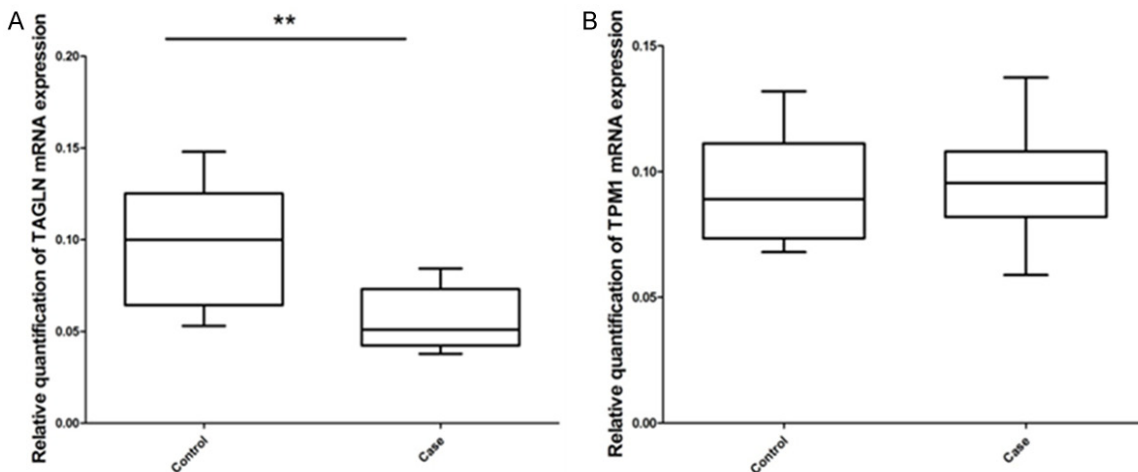 A
**
Relative quantification of TAGLN mRNA expression
0.20
0.15
0.10
0.05
0.00
Control
Case
B
Relative quantification of TPM1 mRNA expression
0.15
0.10
0.05
0.00
Control
Case